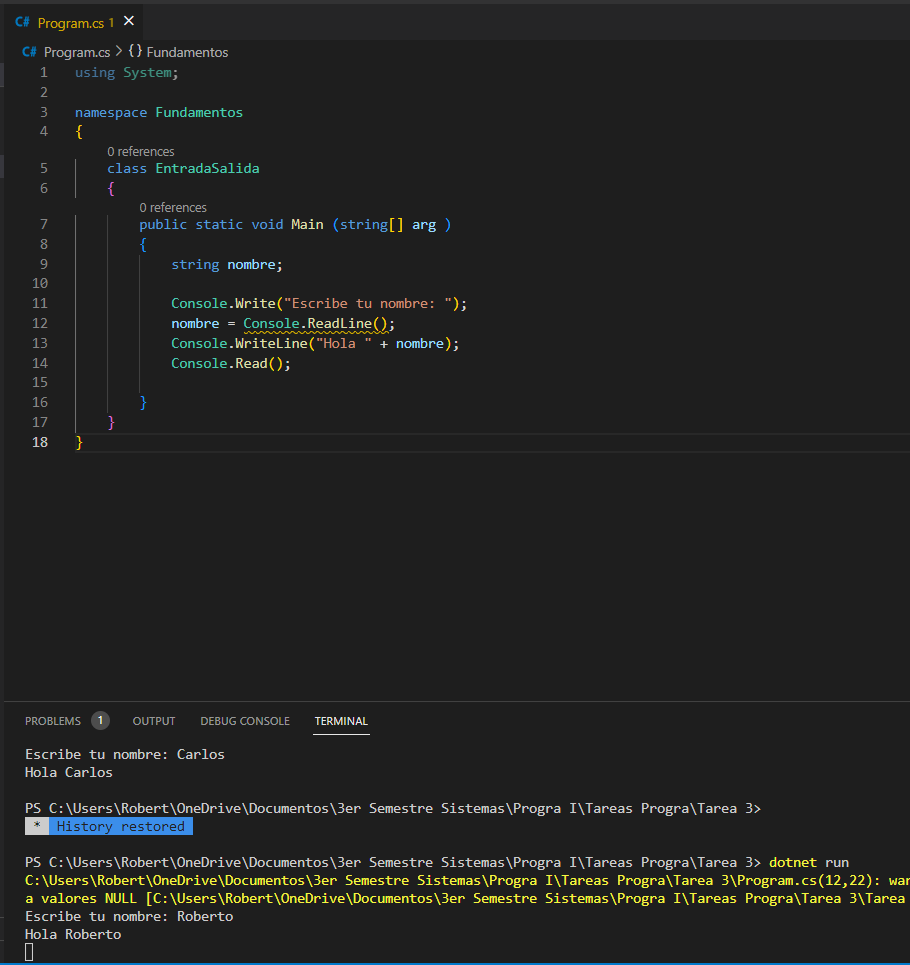 C# Program.cs 1 ✕
C# Program.cs > {} Fundamentos
1 using System;
2
3 namespace Fundamentos
4 {
0 references
5 class EntradaSalida
6 {
0 references
7 public static void Main (string[] arg )
8 {
9 string nombre;
10
11 Console.Write("Escribe tu nombre: ");
12 nombre = Console.ReadLine();
13 Console.WriteLine("Hola " + nombre);
14 Console.Read();
15
16 }
17 }
18 }
PROBLEMS 1 OUTPUT DEBUG CONSOLE TERMINAL
Escribe tu nombre: Carlos
Hola Carlos
PS C:\Users\Robert\OneDrive\Documentos\3er Semestre Sistemas\Progra I\Tareas Progra\Tarea 3>
* History restored
PS C:\Users\Robert\OneDrive\Documentos\3er Semestre Sistemas\Progra I\Tareas Progra\Tarea 3> dotnet run
C:\Users\Robert\OneDrive\Documentos\3er Semestre Sistemas\Progra I\Tareas Progra\Tarea 3\Program.cs(12,22): war
a valores NULL [C:\Users\Robert\OneDrive\Documentos\3er Semestre Sistemas\Progra I\Tareas Progra\Tarea 3\Tarea
Escribe tu nombre: Roberto
Hola Roberto